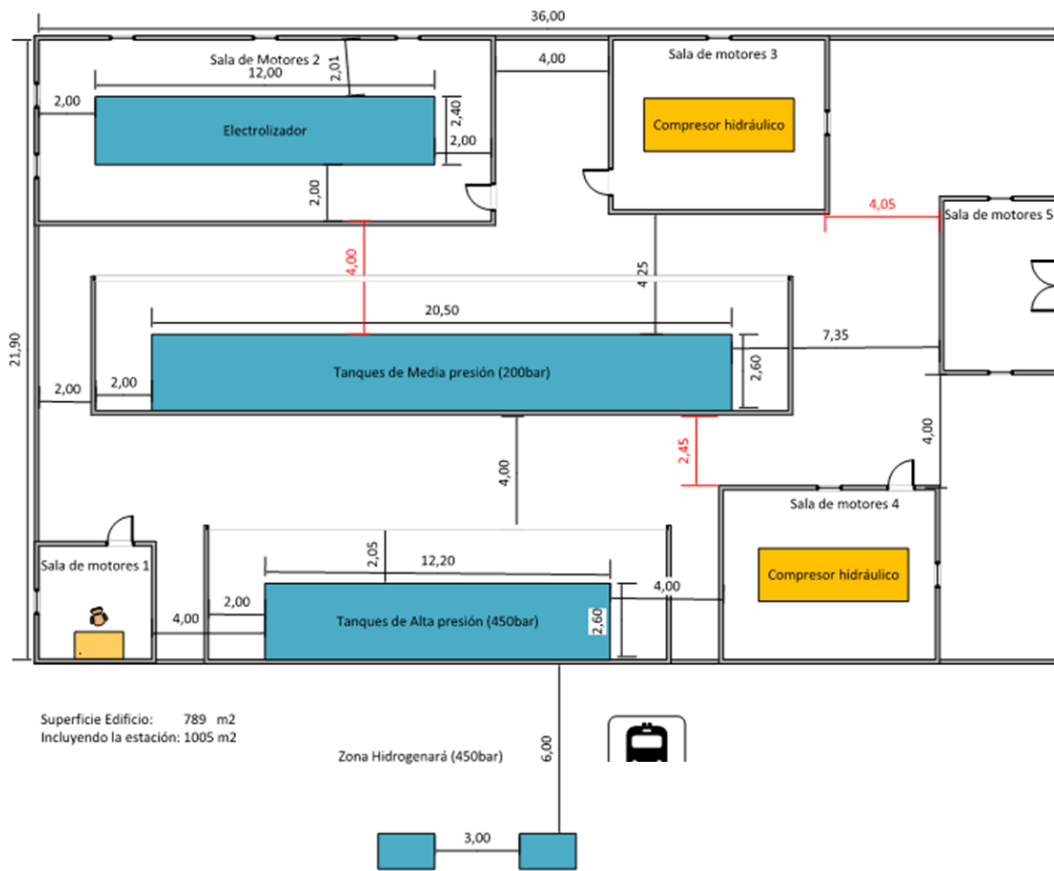 36,00
Sala de Motores 2
2,01
12,00
4,00
Sala de motores 3
2,00
Electrolizador
2,40
2,00
Compresor hidráulico
2,00
4,05
Sala de motores 5
4,00
4,25
21,90
20,50
7,35
Tanques de Media presión (200bar)
2,60
2,00
2,00
4,00
2,45
4,00
Sala de motores 4
Sala de motores 1
2,05
12,20
Compresor hidráulico
4,00
2,00
4,00
Tanques de Alta presión (450bar)
2,60
Superficie Edificio: 789 m2
Incluyendo la estación: 1005 m2
Zona Hidrogenará (450bar)
6,00
3,00